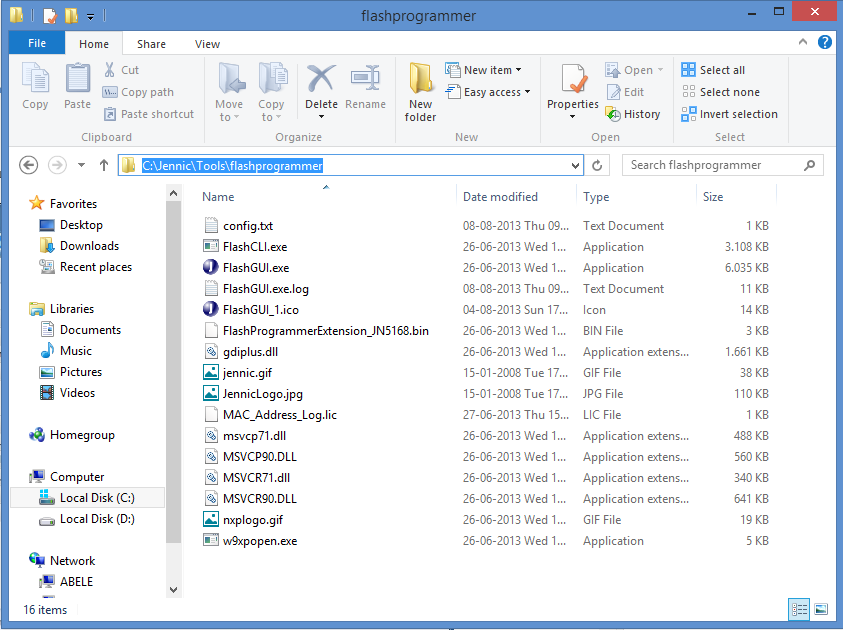 flashprogrammer
File Home Share View
Copy Paste Cut Copy path Paste shortcut
Clipboard
Move to Copy to Delete Rename
Organize
New folder New item Easy access
New
Properties Open Edit History
Open
Select all Select none Invert selection
Select
C:\Jennic\Tools\flashprogrammer
Search flashprogrammer
Favorites
Desktop
Downloads
Recent places
Libraries
Documents
Music
Pictures
Videos
Homegroup
Computer
Local Disk (C:)
Local Disk (D:)
Network
ABELE
Name Date modified Type Size
config.txt 08-08-2013 Thu 09... Text Document 1 KB
FlashCLI.exe 26-06-2013 Wed 1... Application 3.108 KB
FlashGUI.exe 26-06-2013 Wed 1... Application 6.035 KB
FlashGUI.exe.log 08-08-2013 Thu 09... Text Document 11 KB
FlashGUI_1.ico 04-08-2013 Sun 17... Icon 14 KB
FlashProgrammerExtension_JN5168.bin 26-06-2013 Wed 1... BIN File 3 KB
gdiplus.dll 26-06-2013 Wed 1... Application extens... 1.661 KB
jennic.gif 15-01-2008 Tue 17... GIF File 38 KB
JennicLogo.jpg 15-01-2008 Tue 17... JPG File 110 KB
MAC_Address_Log.lic 27-06-2013 Thu 15... LIC File 1 KB
msvcp71.dll 26-06-2013 Wed 1... Application extens... 488 KB
MSVCP90.DLL 26-06-2013 Wed 1... Application extens... 560 KB
MSVCR71.dll 26-06-2013 Wed 1... Application extens... 340 KB
MSVCR90.DLL 26-06-2013 Wed 1... Application extens... 641 KB
nxplogo.gif 26-06-2013 Wed 1... GIF File 19 KB
w9xpopen.exe 26-06-2013 Wed 1... Application 5 KB
16 items